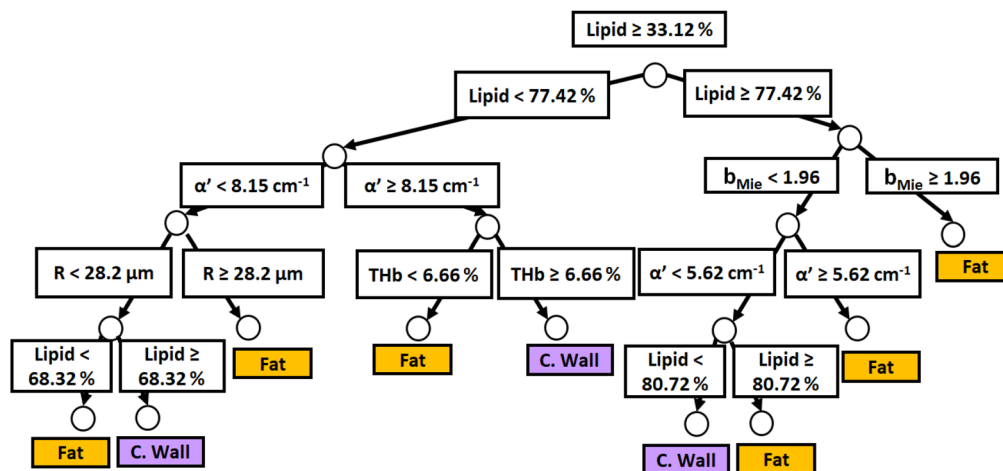 Lipid ≥ 33.12 %
Lipid < 77.42 %
Lipid ≥ 77.42 %
α’ < 8.15 cm⁻¹
α’ ≥ 8.15 cm⁻¹
bMie < 1.96
bMie ≥ 1.96
R < 28.2 μm
R ≥ 28.2 μm
THb < 6.66 %
THb ≥ 6.66 %
α’ < 5.62 cm⁻¹
α’ ≥ 5.62 cm⁻¹
Fat
Lipid <
68.32 %
Lipid ≥
68.32 %
Fat
Fat
C. Wall
Lipid <
80.72 %
Lipid ≥
80.72 %
Fat
Fat
C. Wall
C. Wall
Fat